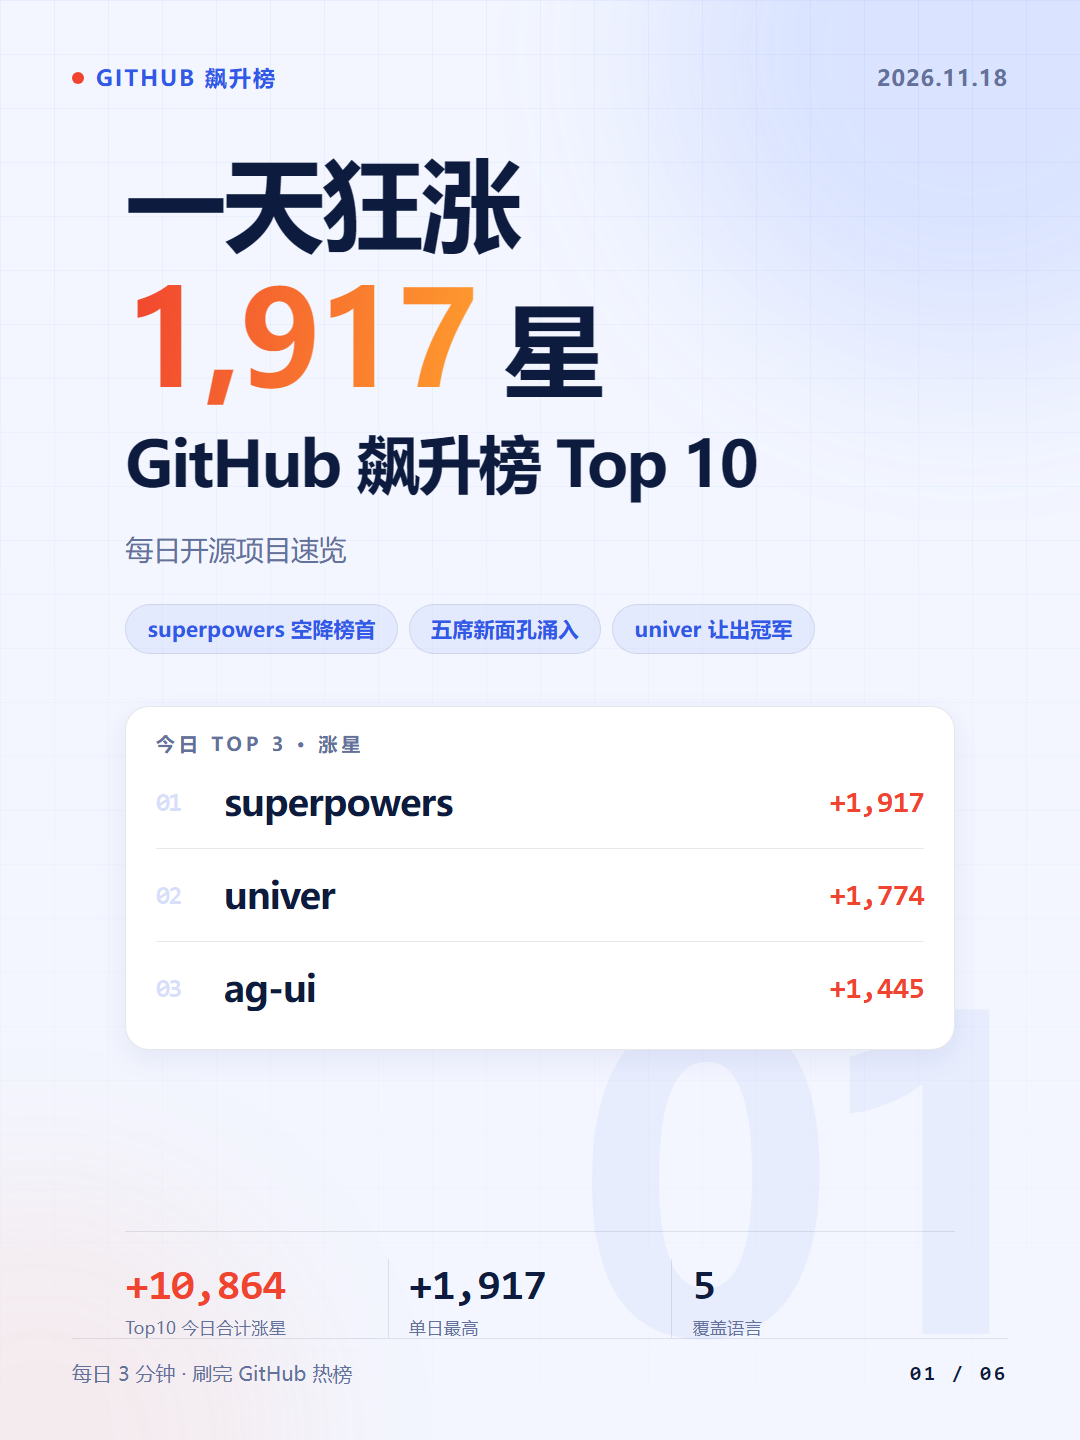 GITHUB 飙升榜
2026.11.18
一天狂涨
1,917 星
GitHub 飙升榜 Top 10
每日开源项目速览
superpowers 空降榜首
五席新面孔涌入
univer 让出冠军
今日 TOP 3 · 涨星
01 superpowers +1,917
02 univer +1,774
03 ag-ui +1,445
01
+10,864
Top10 今日合计涨星
+1,917
单日最高
5
覆盖语言
每日 3 分钟 · 刷完 GitHub 热榜
01 / 06